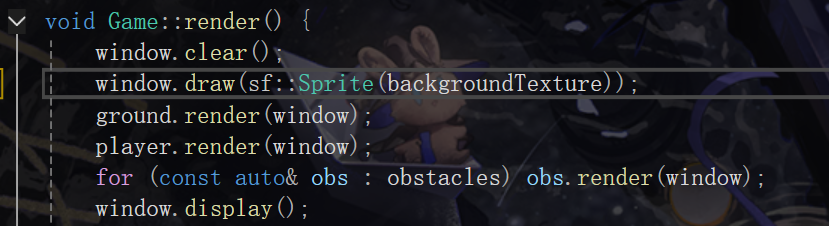 void Game::render() {
window.clear();
window.draw(sf::Sprite(backgroundTexture));
ground.render(window);
player.render(window);
for (const auto& obs : obstacles) obs.render(window);
window.display();